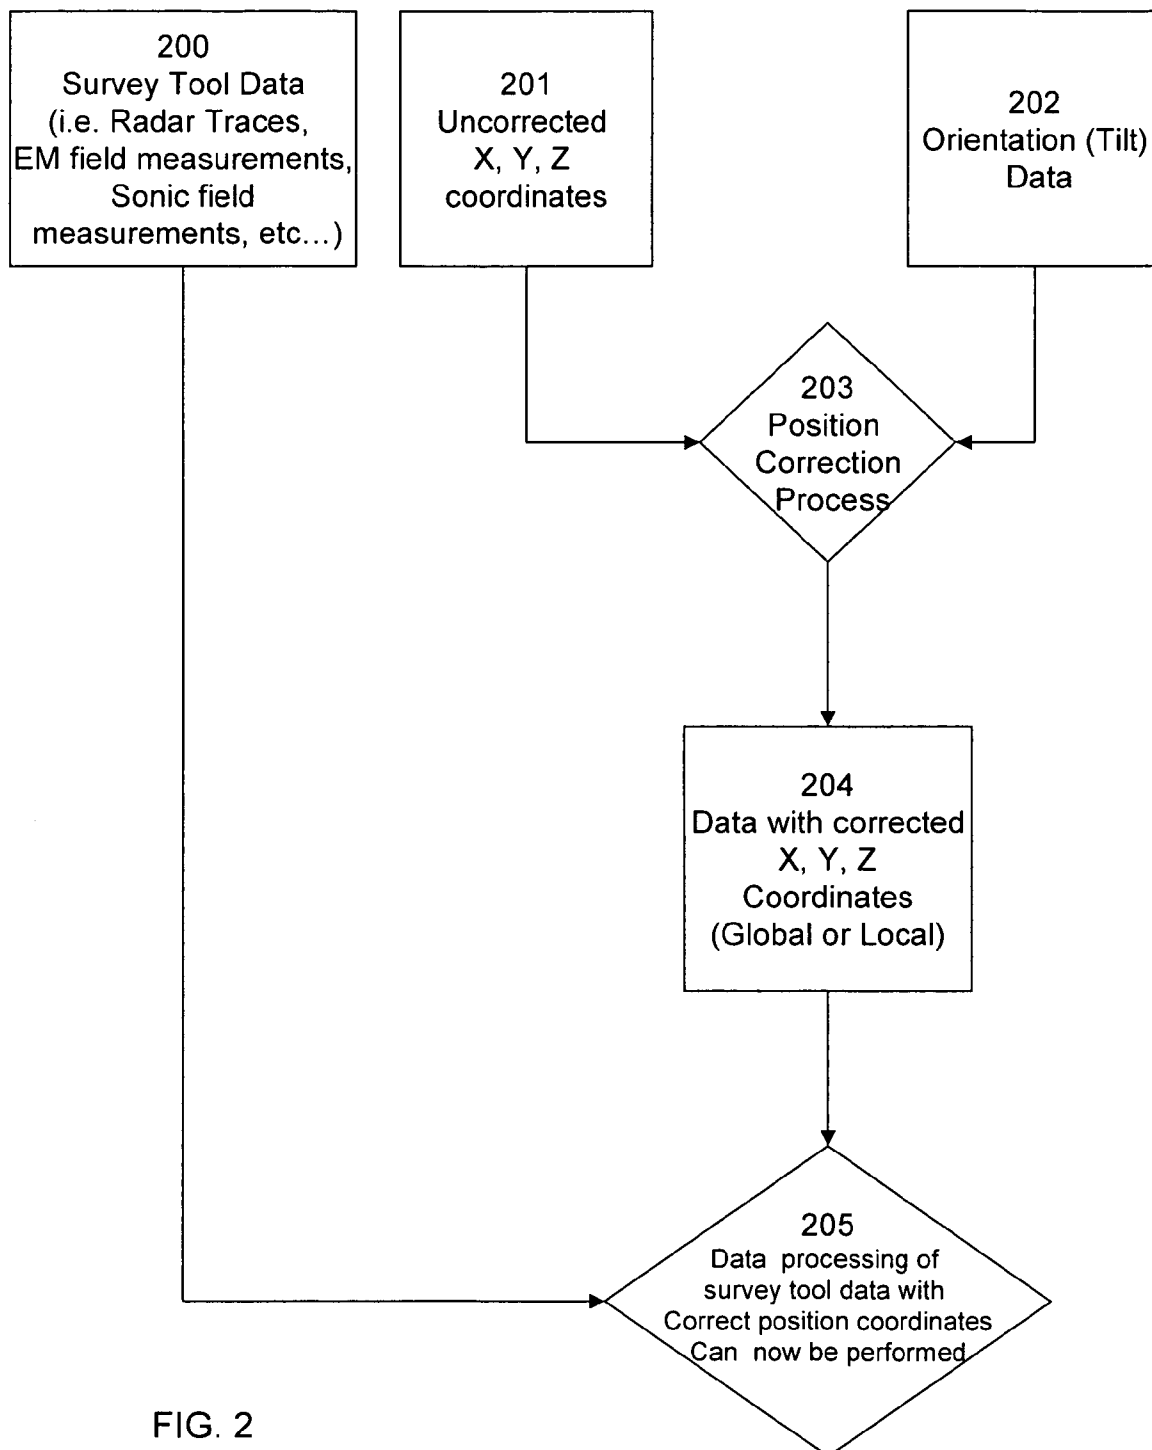 200
Survey Tool Data
(i.e. Radar Traces,
EM field measurements,
Sonic field
measurements, etc...)
201
Uncorrected
X, Y, Z
coordinates
202
Orientation (Tilt)
Data
203
Position
Correction
Process
204
Data with corrected
X, Y, Z
Coordinates
(Global or Local)
205
Data processing of
survey tool data with
Correct position coordinates
Can now be performed
FIG. 2